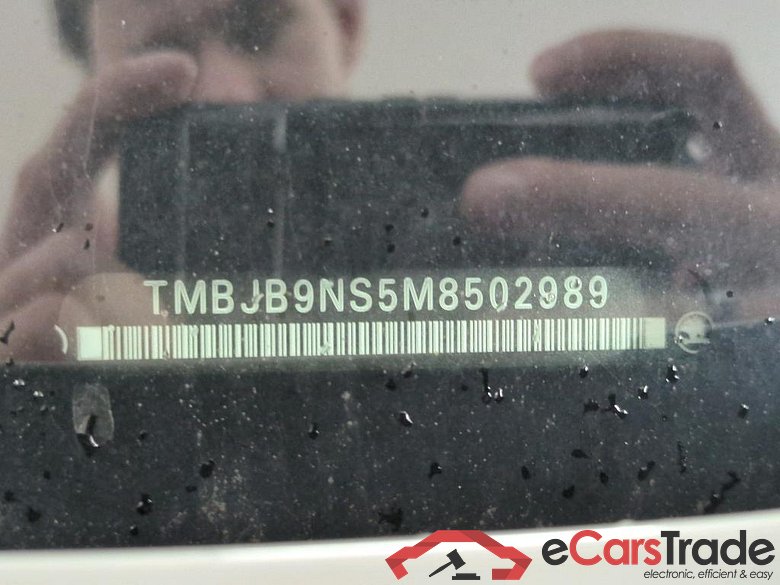 TMBJB9NS5M8502989
eCarsTrade
electronic, efficient & easy